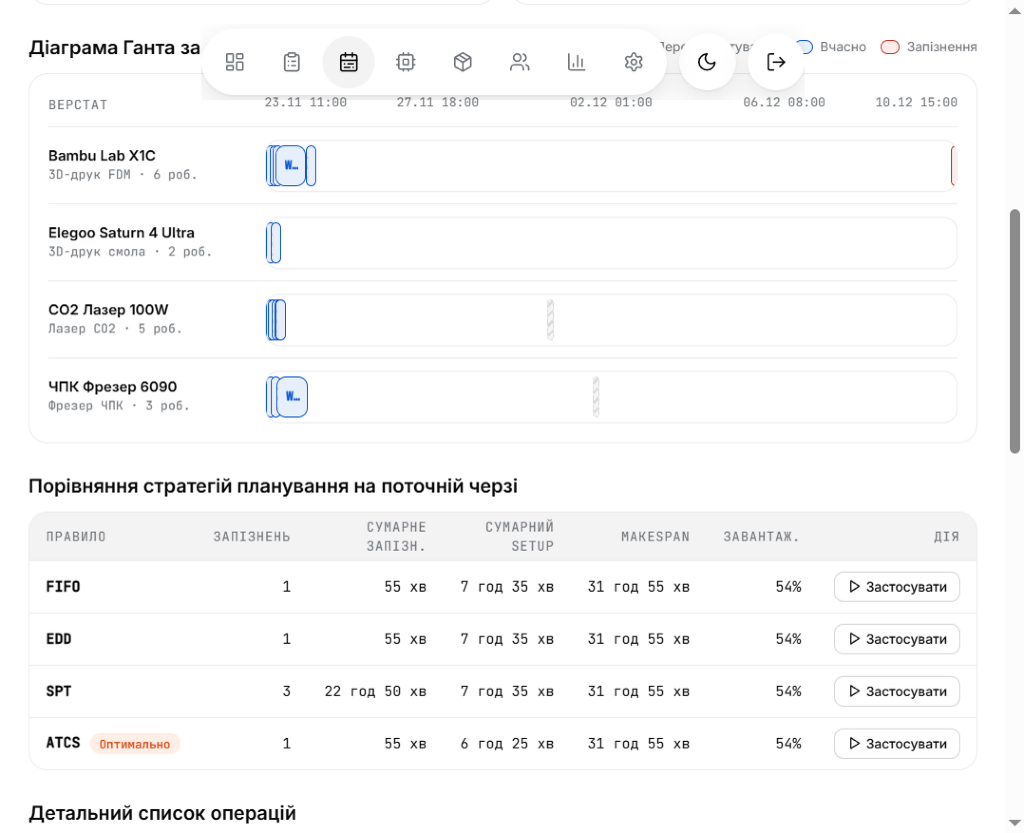 Діаграма Ганта за
Вчасно
Запізнення
ВЕРСТАТ 23.11 11:00 27.11 18:00 02.12 01:00 06.12 08:00 10.12 15:00
Bambu Lab X1C
3D-друк FDM · 6 роб.
W…
Elegoo Saturn 4 Ultra
3D-друк смола · 2 роб.
CO2 Лазер 100W
Лазер CO2 · 5 роб.
ЧПК Фрезер 6090
Фрезер ЧПК · 3 роб.
W…
Порівняння стратегій планування на поточній черзі
ПРАВИЛО ЗАПІЗНЕНЬ СУМАРНЕ ЗАПІЗН. СУМАРНИЙ SETUP MAKESPAN ЗАВАНТАЖ. ДІЯ
FIFO 1 55 хв 7 год 35 хв 31 год 55 хв 54% Застосувати
EDD 1 55 хв 7 год 35 хв 31 год 55 хв 54% Застосувати
SPT 3 22 год 50 хв 7 год 35 хв 31 год 55 хв 54% Застосувати
ATCS Оптимально 1 55 хв 6 год 25 хв 31 год 55 хв 54% Застосувати
Детальний список операцій